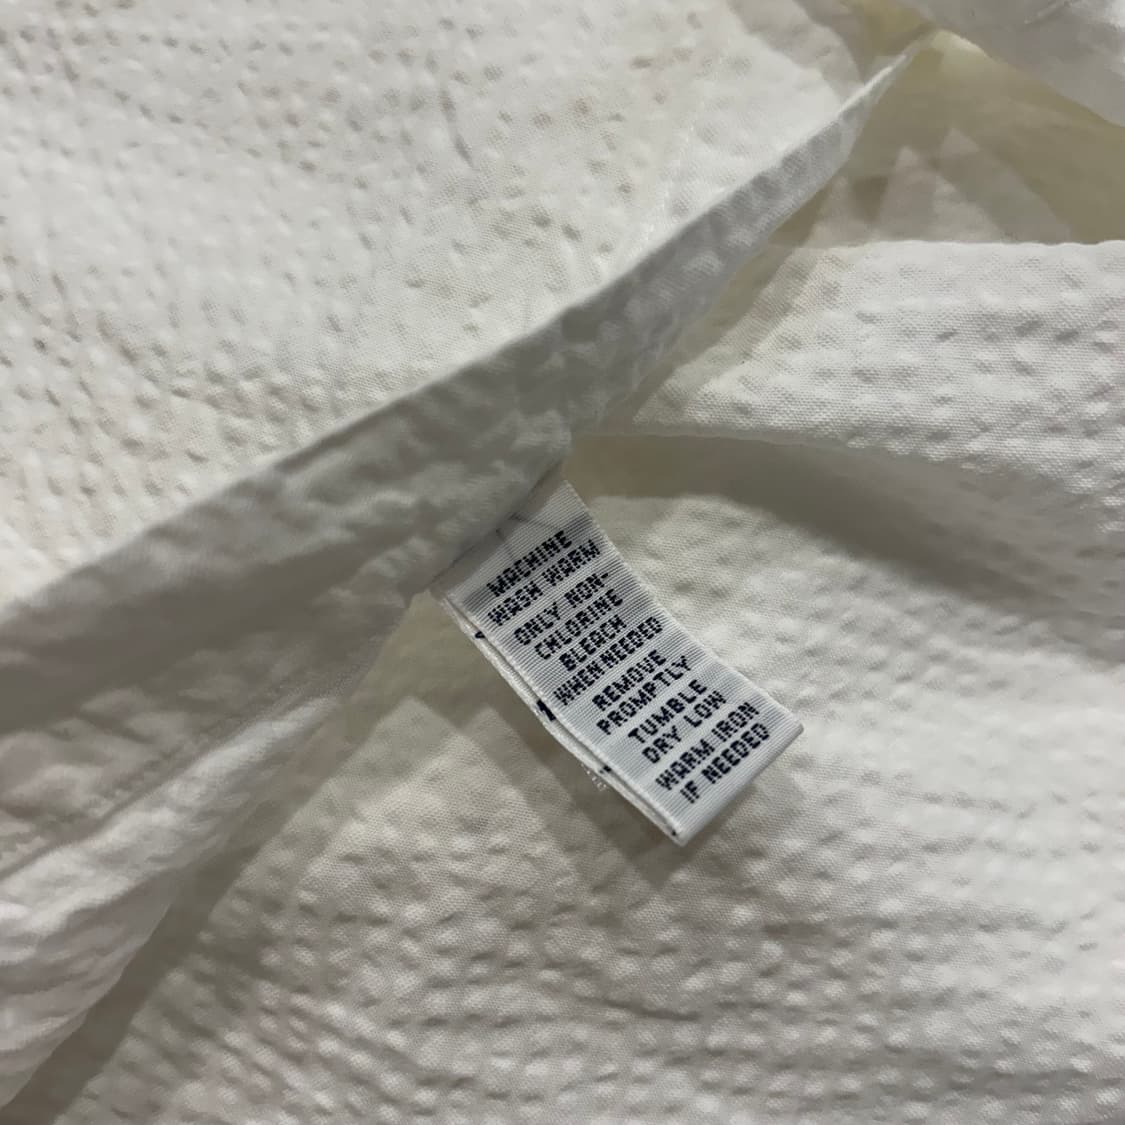 MACHINE
WASH WARM
ONLY NON-
CHLORINE
BLEACH
WHEN NEEDED
REMOVE
PROMPTLY
TUMBLE
DRY LOW
WARM IRON
IF NEEDED